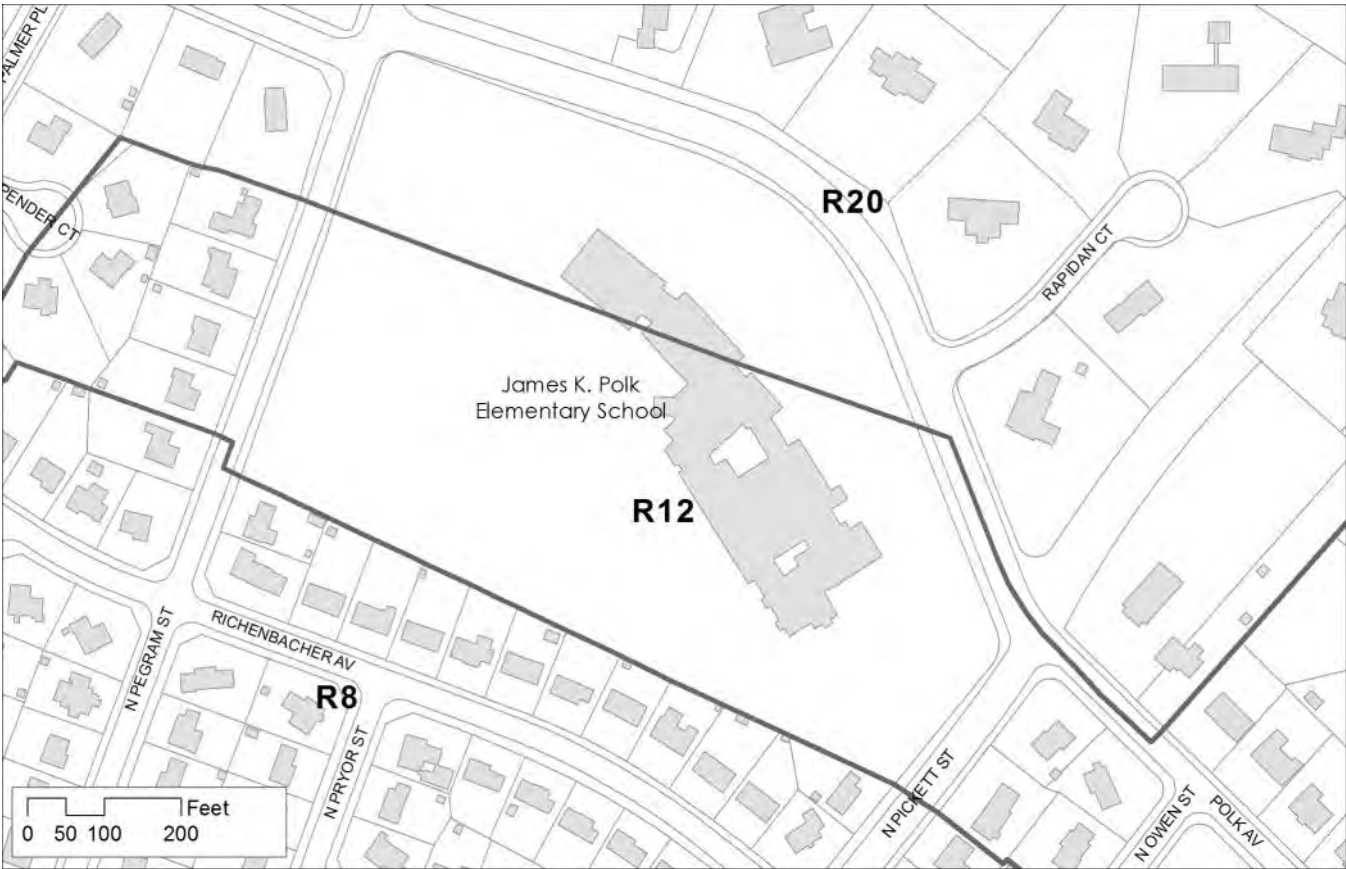 PALMER PL
R20
PENDER CT
RAPIDAN CT
James K. Polk
Elementary School
R12
RICHENBACHER AV
N PEGRAM ST
R8
N PRYOR ST
N PICKETT ST
N OWEN ST
POLK AV
Feet
0 50 100 200